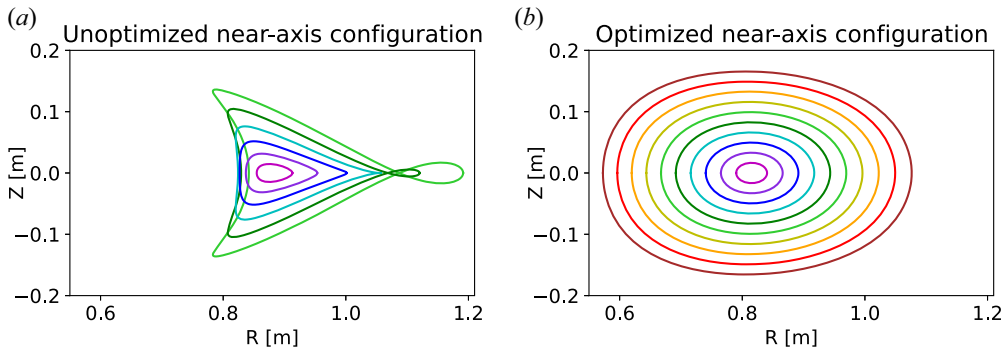 (a)
Unoptimized near-axis configuration
0.2
0.1
0.0
−0.1
−0.2
Z [m]
0.6
0.8
1.0
1.2
R [m]
(b)
Optimized near-axis configuration
0.2
0.1
0.0
−0.1
−0.2
Z [m]
0.6
0.8
1.0
1.2
R [m]